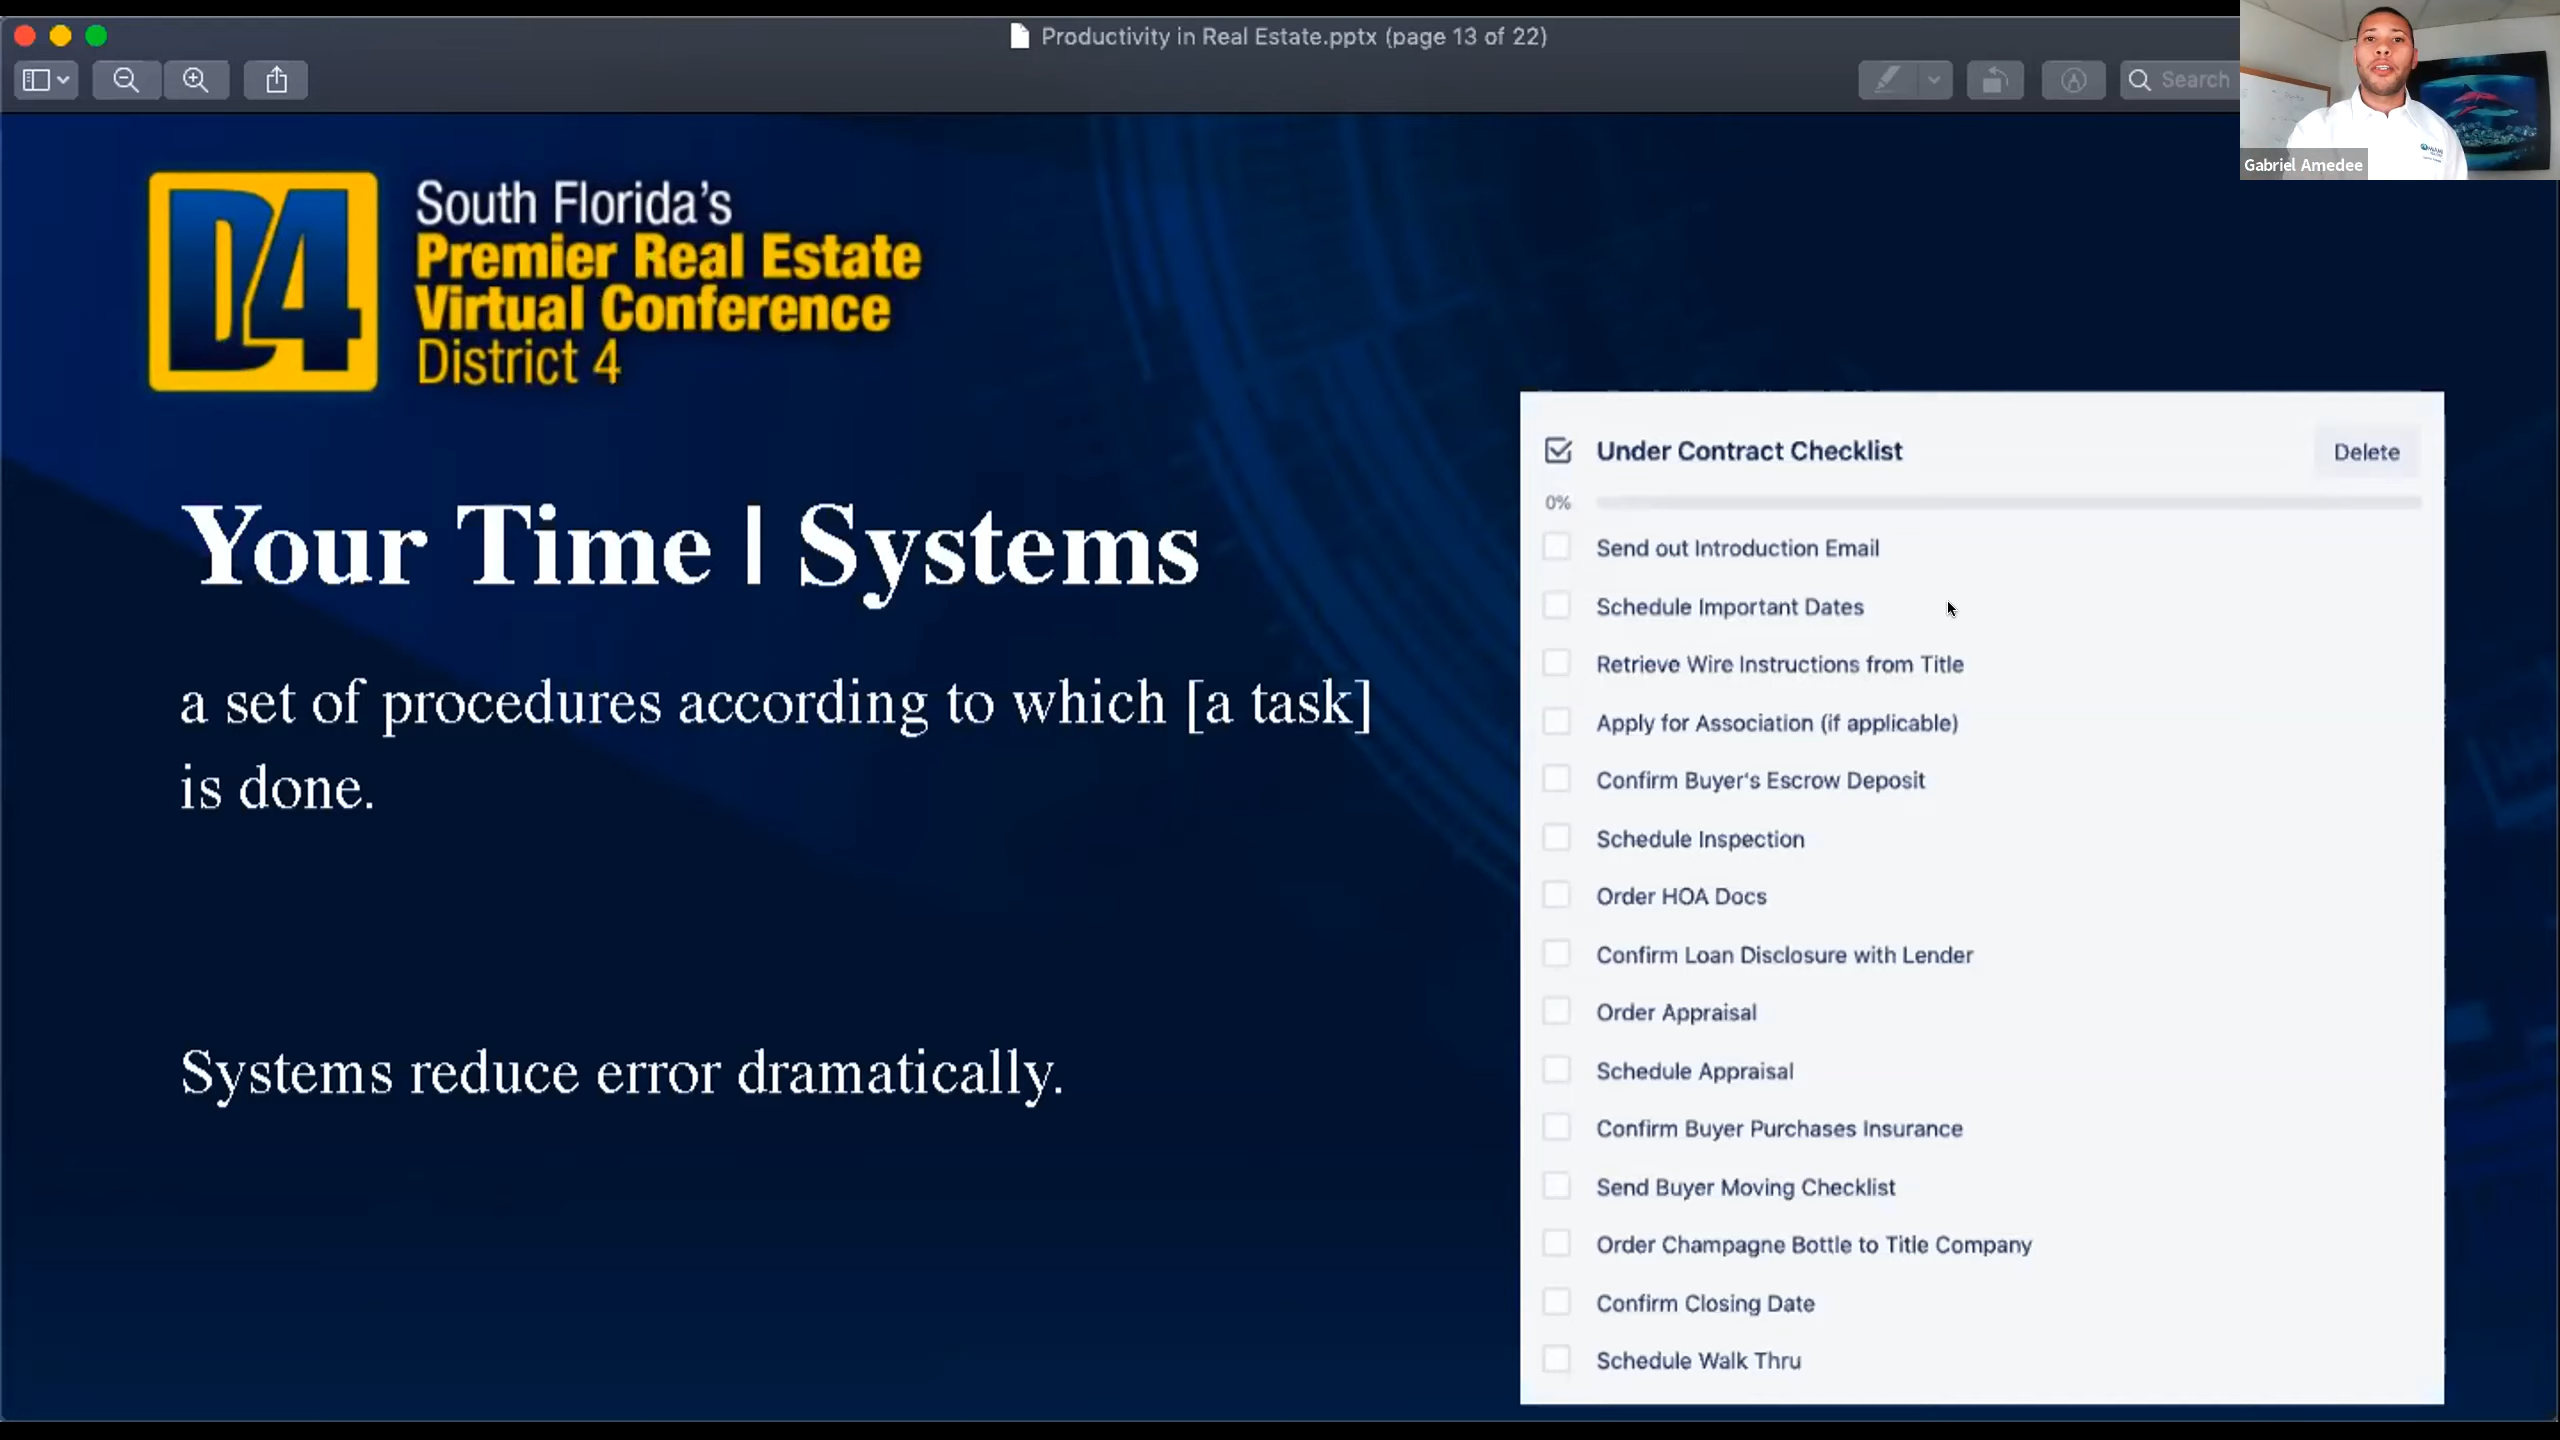 Productivity in Real Estate.pptx (page 13 of 22)
Search
Gabriel Amedee
D4
South Florida's
Premier Real Estate
Virtual Conference
District 4
Your Time | Systems
a set of procedures according to which [a task]
is done.
Systems reduce error dramatically.
Under Contract Checklist
Delete
0%
Send out Introduction Email
Schedule Important Dates
Retrieve Wire Instructions from Title
Apply for Association (if applicable)
Confirm Buyer's Escrow Deposit
Schedule Inspection
Order HOA Docs
Confirm Loan Disclosure with Lender
Order Appraisal
Schedule Appraisal
Confirm Buyer Purchases Insurance
Send Buyer Moving Checklist
Order Champagne Bottle to Title Company
Confirm Closing Date
Schedule Walk Thru